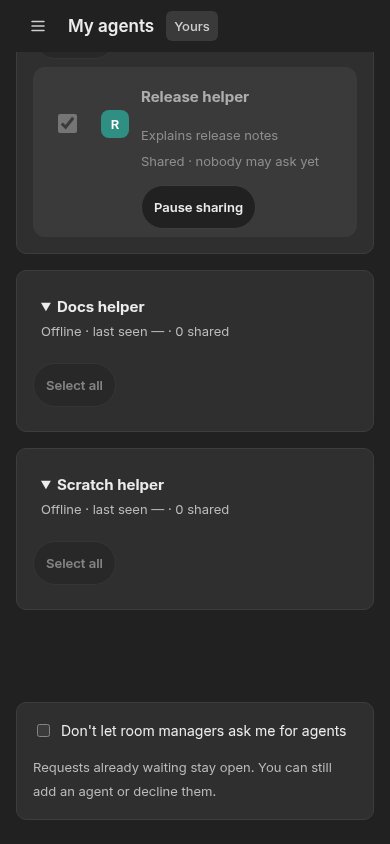 My agents
Yours
Release helper
R
Explains release notes
Shared · nobody may ask yet
Pause sharing
Docs helper
Offline · last seen — · 0 shared
Select all
Scratch helper
Offline · last seen — · 0 shared
Select all
Don't let room managers ask me for agents
Requests already waiting stay open. You can still
add an agent or decline them.